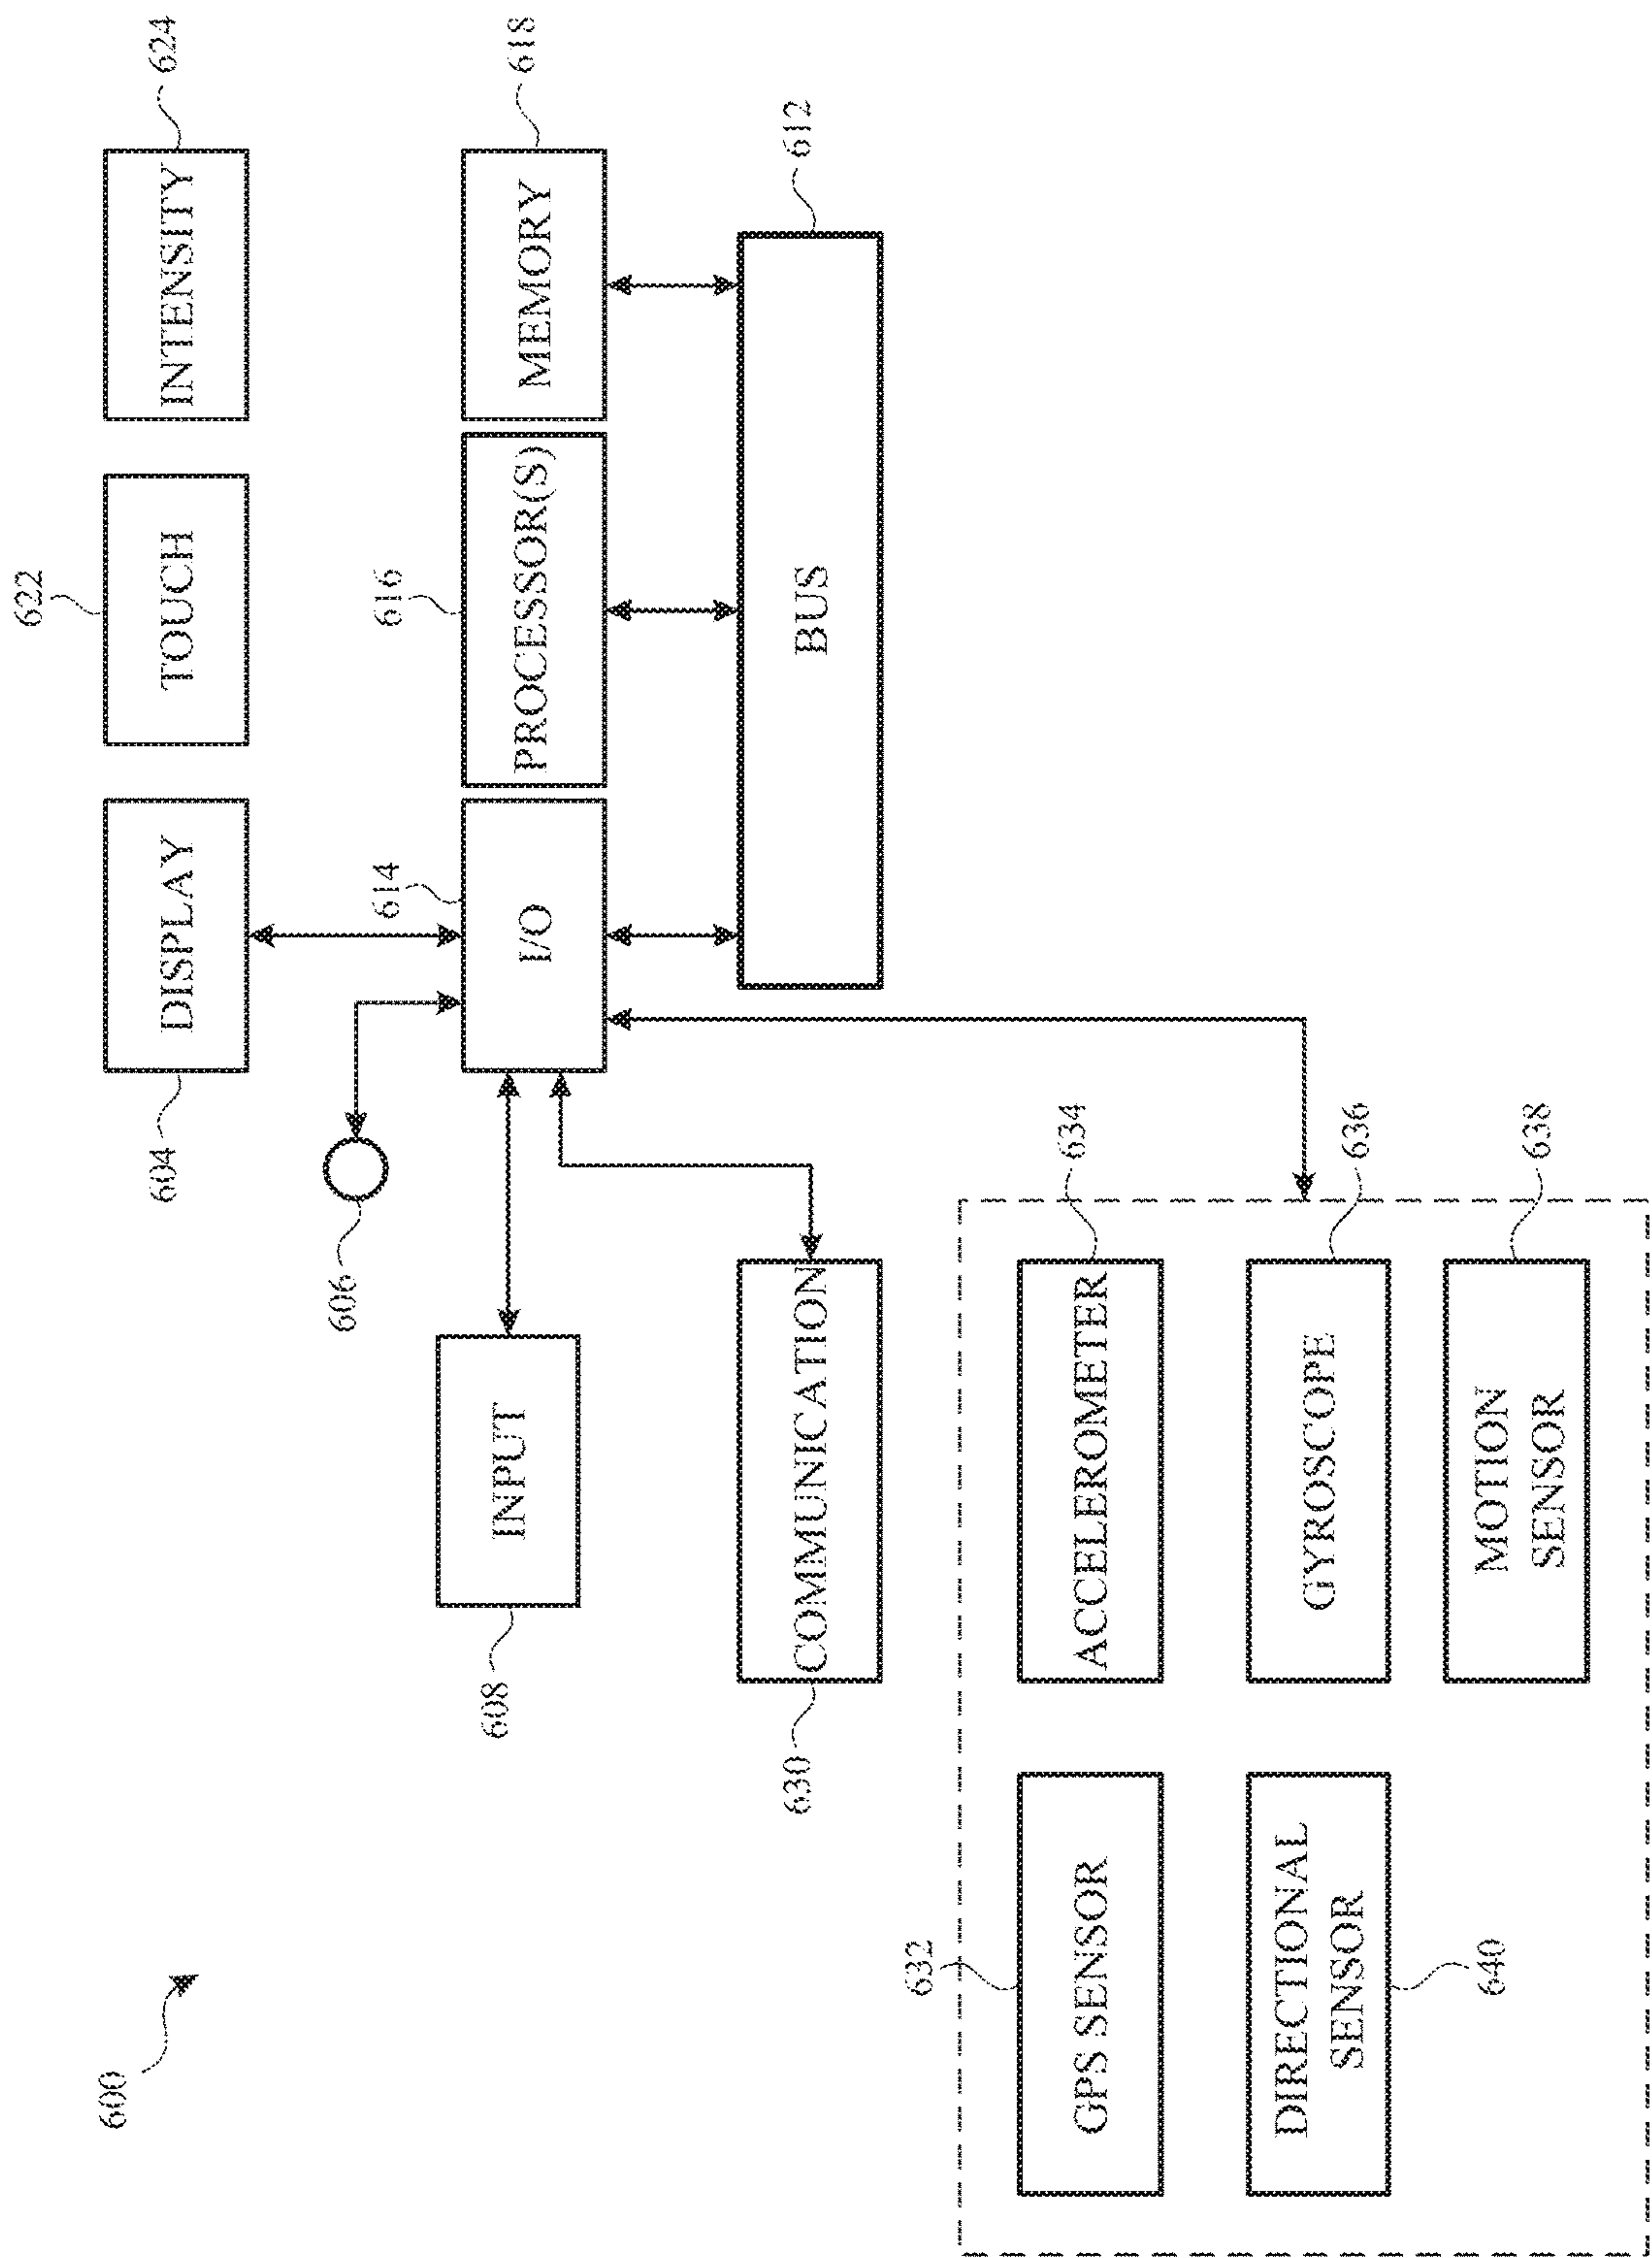 600
604
DISPLAY
622
TOUCH
INTENSITY
624
606
608
INPUT
614
I/O
616
PROCESSOR(S)
MEMORY
618
630
COMMUNICATION
BUS
612
632
GPS SENSOR
ACCELEROMETER
634
DIRECTIONAL
SENSOR
640
GYROSCOPE
636
MOTION
SENSOR
638